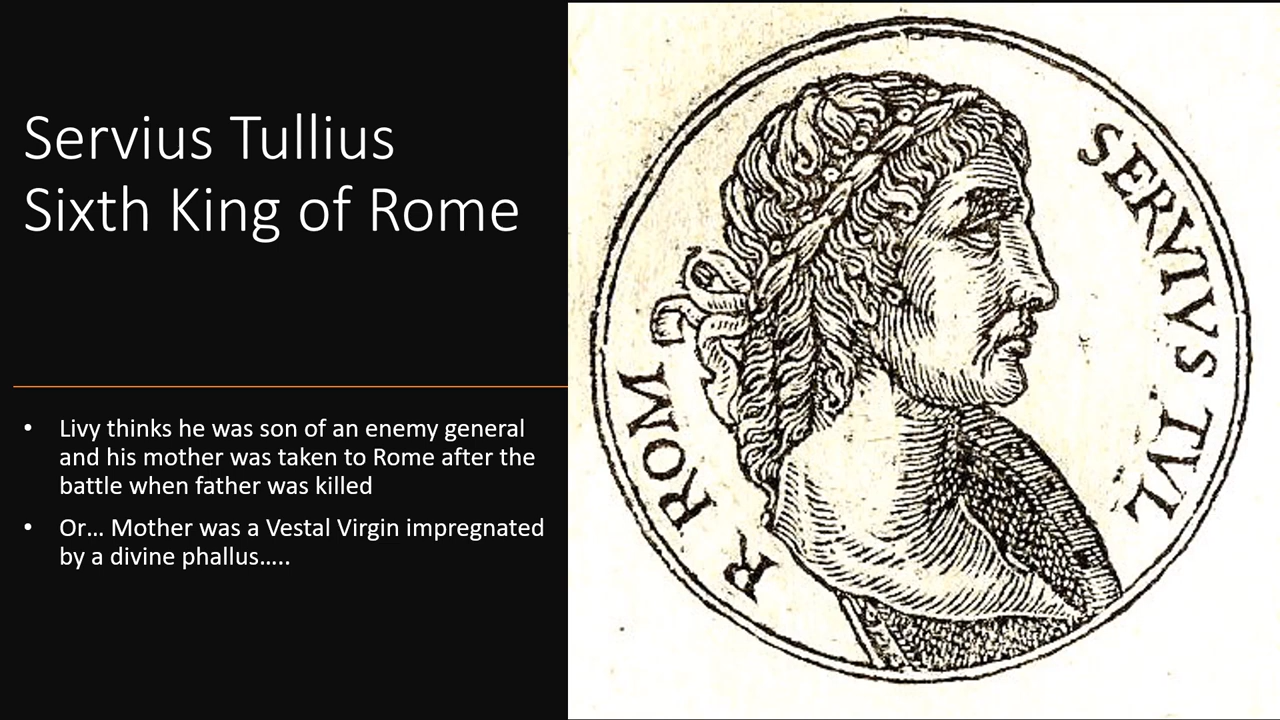 Servius Tullius
Sixth King of Rome
• Livy thinks he was son of an enemy general
and his mother was taken to Rome after the
battle when father was killed
• Or… Mother was a Vestal Virgin impregnated
by a divine phallus…..
R ROM
SERVIVS TVL